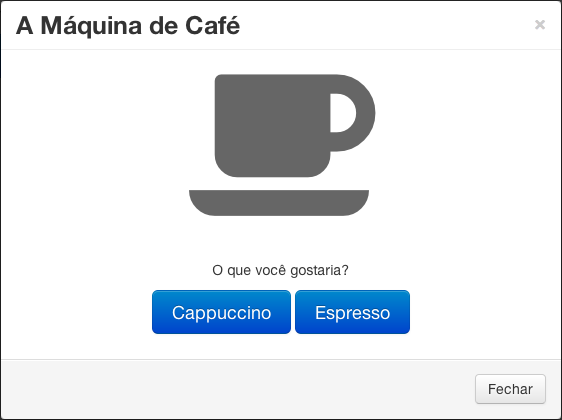 A Máquina de Café ×
O que você gostaria?
Cappuccino Espresso
Fechar